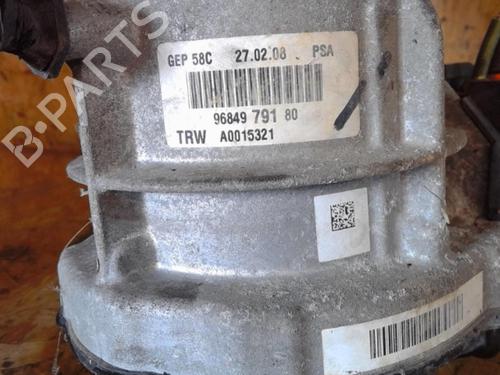 GEP 58C 27.02.08 PSA
96849 791 80
TRW A0015321
B-PARTS